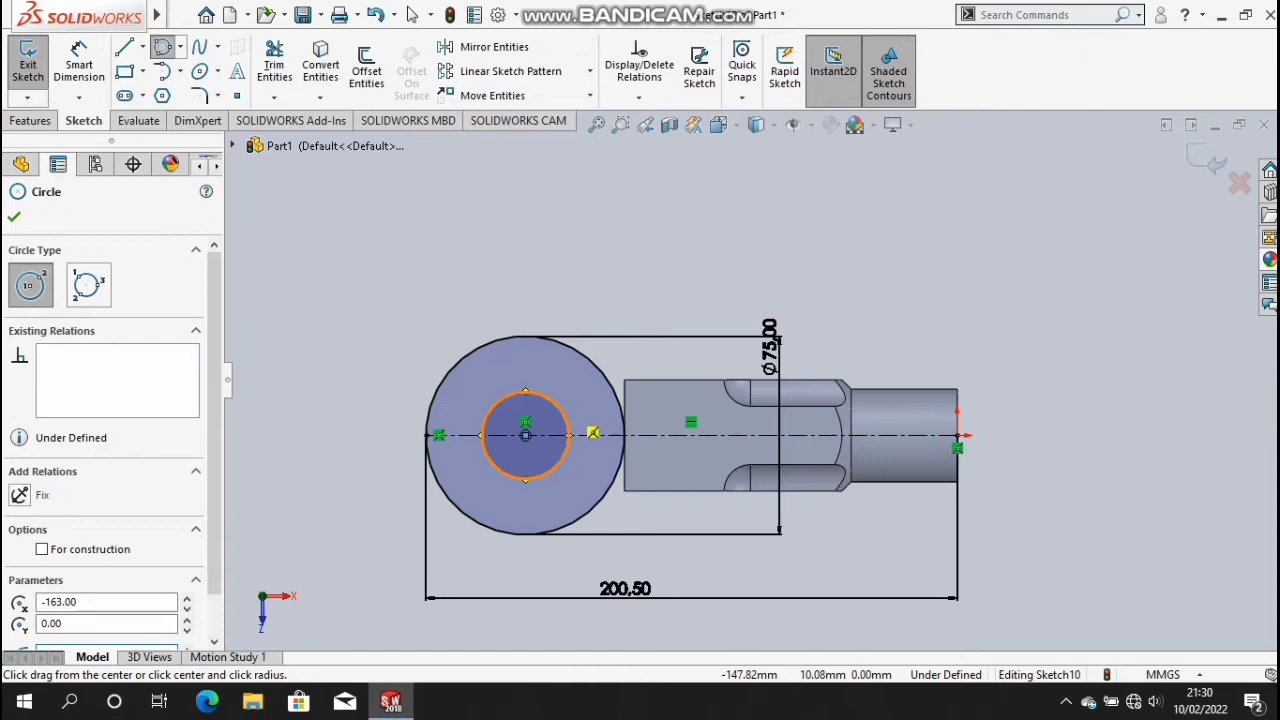 SOLIDWORKS
www.BANDICAM.com
Part1 *
Search Commands
?
Exit Sketch
Smart Dimension
Trim Entities
Convert Entities
Offset Entities
Offset On Surface
Mirror Entities
Linear Sketch Pattern
Move Entities
Display/Delete Relations
Repair Sketch
Quick Snaps
Rapid Sketch
Instant2D
Shaded Sketch Contours
Features
Sketch
Evaluate
DimXpert
SOLIDWORKS Add-Ins
SOLIDWORKS MBD
SOLIDWORKS CAM
Part1 (Default<<Default>...
Circle
Circle Type
Existing Relations
Under Defined
Add Relations
Fix
Options
For construction
Parameters
-163.00
0.00
Ø75,00
200,50
X
Z
Model
3D Views
Motion Study 1
Click drag from the center or click center and click radius.
-147.82mm
10.08mm 0.00mm
Under Defined
Editing Sketch10
MMGS
21:30
10/02/2022
2
SW
2018